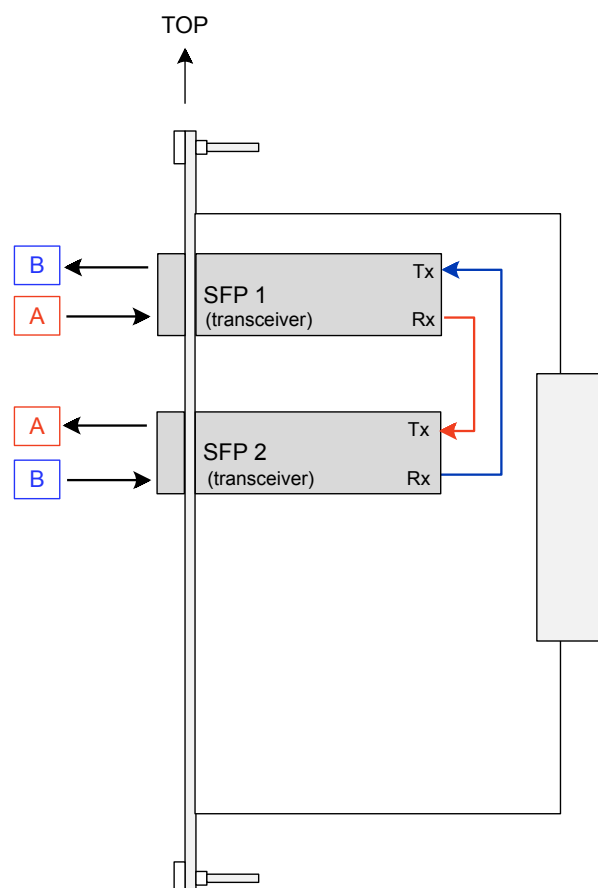 TOP
B
Tx
SFP 1
A
(transceiver)
Rx
A
Tx
SFP 2
B
(transceiver)
Rx